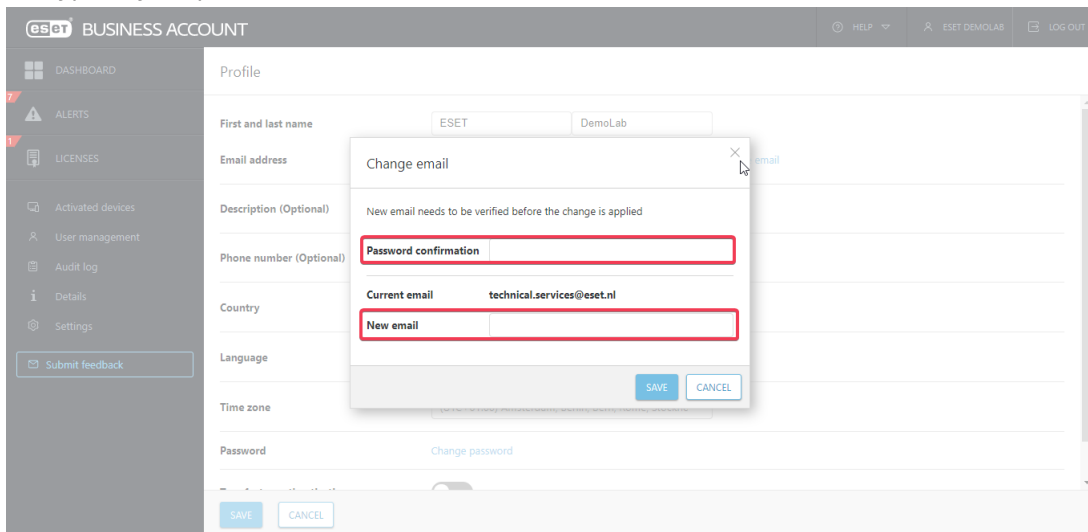 eset BUSINESS ACCOUNT
HELP
ESET DEMOLAB
LOG OUT
DASHBOARD
Profile
7
ALERTS
First and last name
ESET
DemoLab
1
LICENSES
Email address
email
Change email
Activated devices
Description (Optional)
New email needs to be verified before the change is applied
User management
Password confirmation
Phone number (Optional)
Audit log
Details
Current email
technical.services@eset.nl
Country
New email
Settings
Submit feedback
Language
SAVE
CANCEL
Time zone
Password
Change password
SAVE
CANCEL